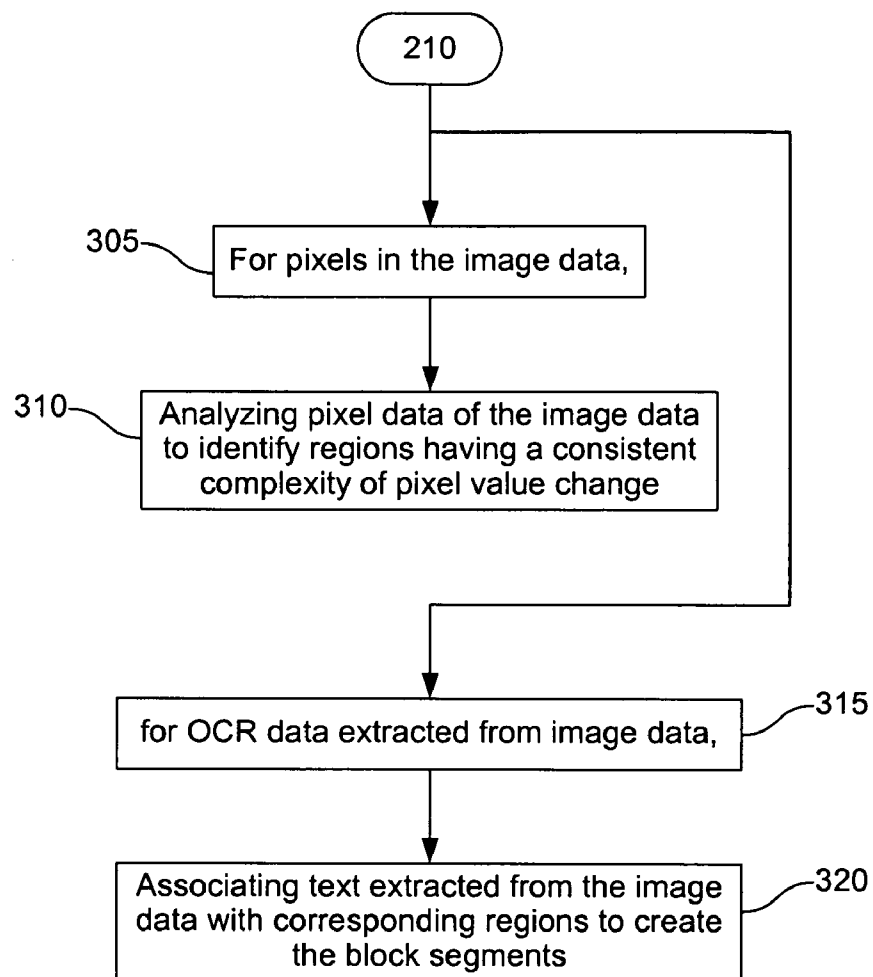 210
305
For pixels in the image data,
310
Analyzing pixel data of the image data
to identify regions having a consistent
complexity of pixel value change
315
for OCR data extracted from image data,
320
Associating text extracted from the image
data with corresponding regions to create
the block segments